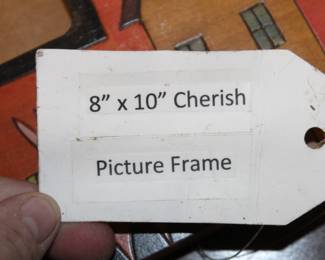 8” x 10” Cherish
Picture Frame